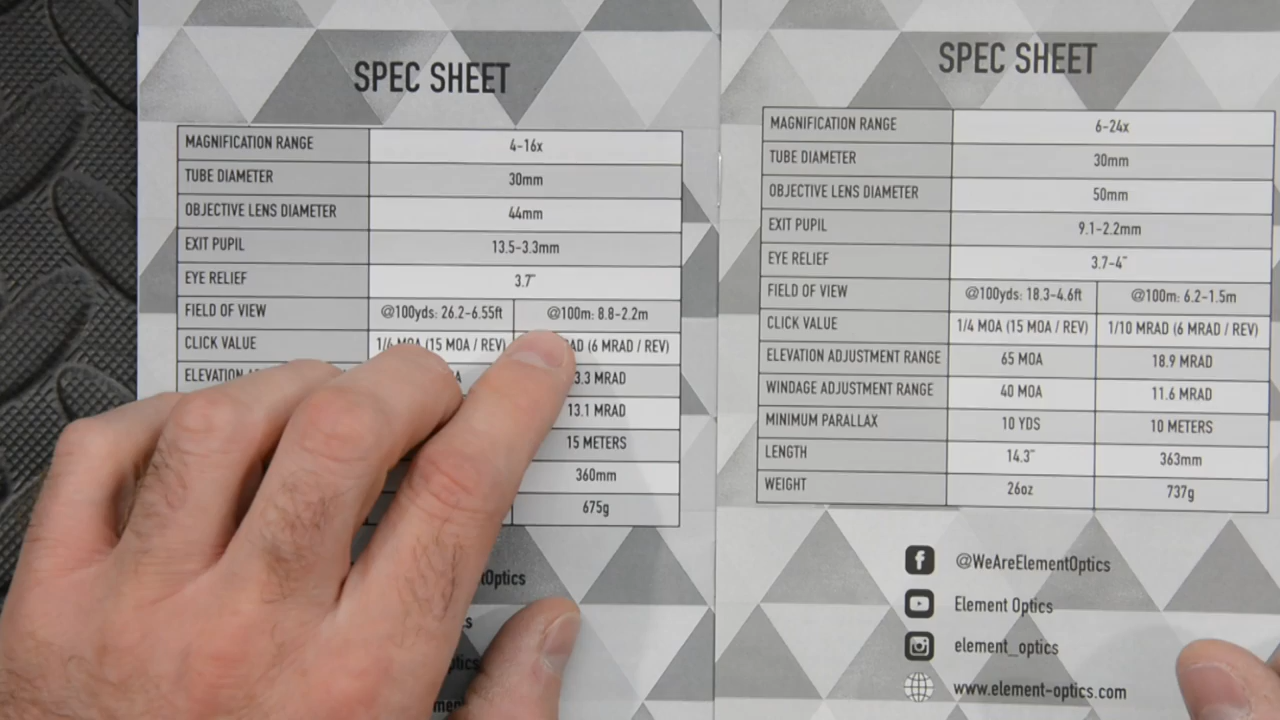 SPEC SHEET
MAGNIFICATION RANGE 4-16x
TUBE DIAMETER 30mm
OBJECTIVE LENS DIAMETER 44mm
EXIT PUPIL 13.5-3.3mm
EYE RELIEF 3.7"
FIELD OF VIEW @100yds: 26.2-6.55ft @100m: 8.8-2.2m
CLICK VALUE (15 MOA / REV) (6 MRAD / REV)
MRAD
13.1 MRAD
15 METERS
360mm
675g
SPEC SHEET
MAGNIFICATION RANGE 6-24x
TUBE DIAMETER 30mm
OBJECTIVE LENS DIAMETER 50mm
EXIT PUPIL 9.1-2.2mm
EYE RELIEF 3.7-4"
FIELD OF VIEW @100yds: 18.3-4.6ft @100m: 6.2-1.5m
CLICK VALUE 1/4 MOA (15 MOA / REV) 1/10 MRAD (6 MRAD / REV)
ELEVATION ADJUSTMENT RANGE 65 MOA 18.9 MRAD
WINDAGE ADJUSTMENT RANGE 40 MOA 11.6 MRAD
MINIMUM PARALLAX 10 YDS 10 METERS
LENGTH 14.3" 363mm
WEIGHT 26oz 737g
@WeAreElementOptics
Element Optics
element_optics
www.element-optics.com